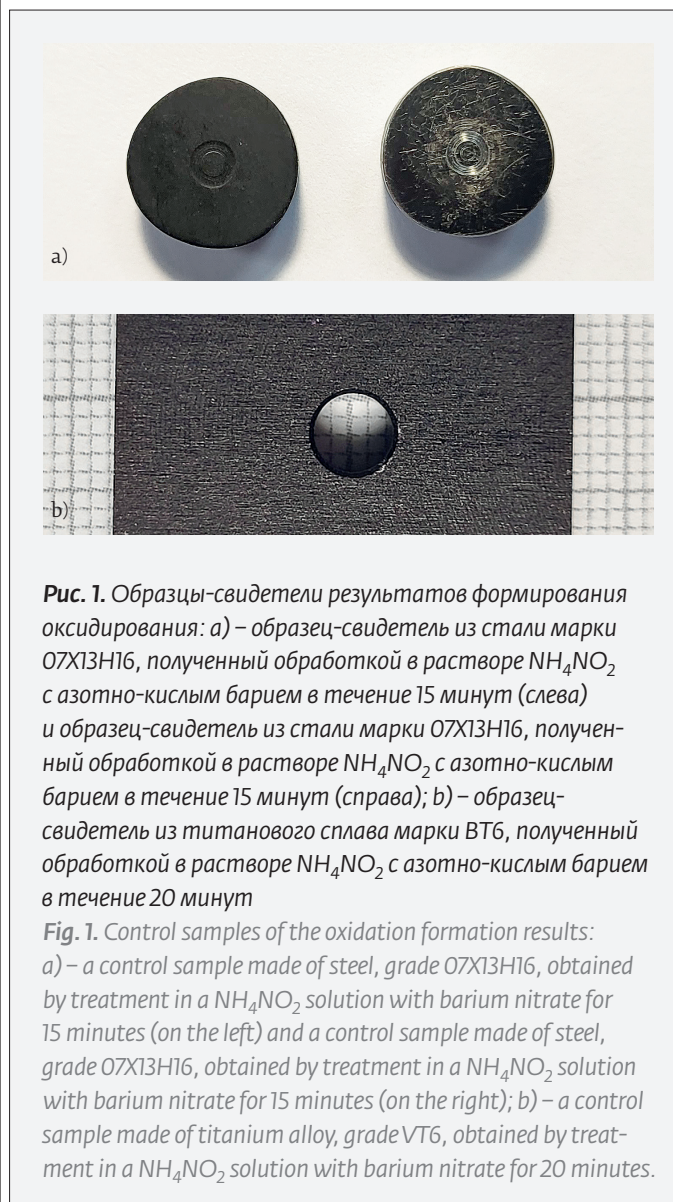 a)
b)
Рис. 1. Образцы-свидетели результатов формирования
оксидирования: а) – образец-свидетель из стали марки
07Х13Н16, полученный обработкой в растворе NH₄NO₂
с азотно-кислым барием в течение 15 минут (слева)
и образец-свидетель из стали марки 07Х13Н16, получен-
ный обработкой в растворе NH₄NO₂ с азотно-кислым
барием в течение 15 минут (справа); b) – образец-
свидетель из титанового сплава марки ВТ6, полученный
обработкой в растворе NH₄NO₂ с азотно-кислым барием
в течение 20 минут
Fig. 1. Control samples of the oxidation formation results:
a) – a control sample made of steel, grade 07X13H16, obtained
by treatment in a NH₄NO₂ solution with barium nitrate for
15 minutes (on the left) and a control sample made of steel,
grade 07X13H16, obtained by treatment in a NH₄NO₂ solution
with barium nitrate for 15 minutes (on the right); b) – a control
sample made of titanium alloy, grade VT6, obtained by treat-
ment in a NH₄NO₂ solution with barium nitrate for 20 minutes.